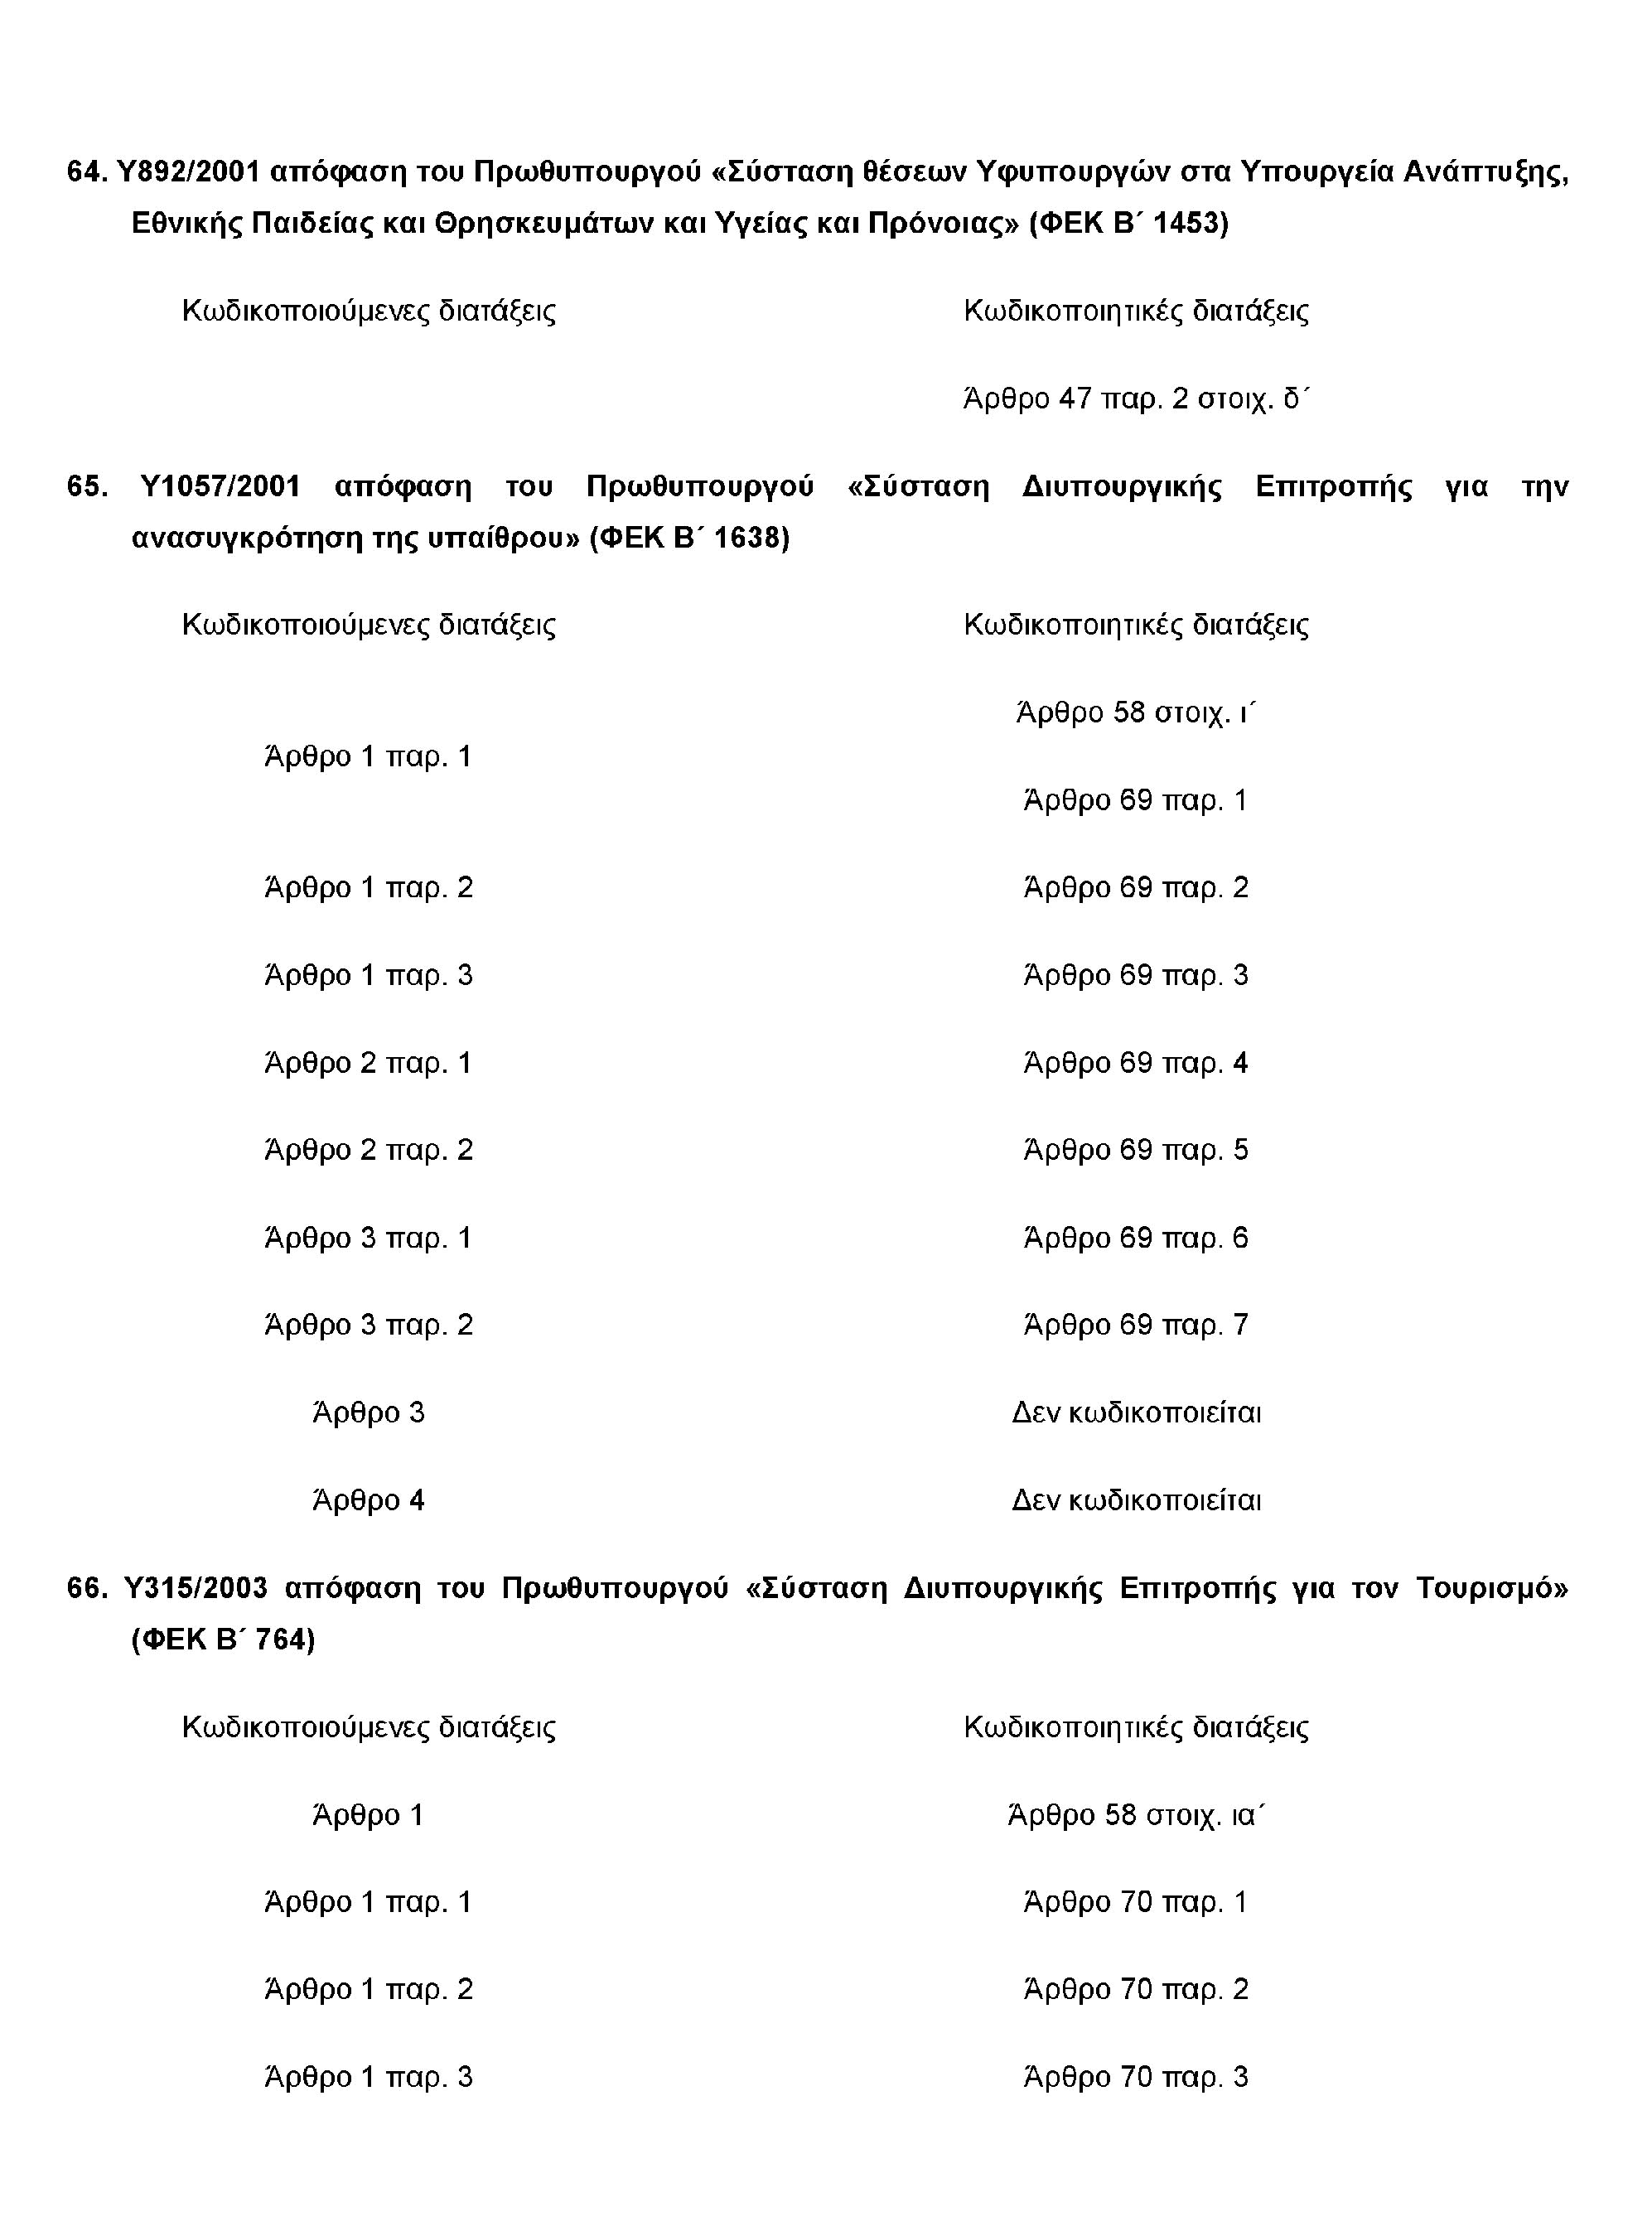 64. Υ892/2001 απόφαση του Πρωθυπουργού «Σύσταση θέσεων Υφυπουργών στα Υπουργεία Ανάπτυξης,
Εθνικής Παιδείας και Θρησκευμάτων και Υγείας και Πρόνοιας» (ΦΕΚ Β´ 1453)
Κωδικοποιούμενες διατάξεις Κωδικοποιητικές διατάξεις
Άρθρο 47 παρ. 2 στοιχ. δ´
65. Υ1057/2001 απόφαση του Πρωθυπουργού «Σύσταση Διυπουργικής Επιτροπής για την
ανασυγκρότηση της υπαίθρου» (ΦΕΚ Β´ 1638)
Κωδικοποιούμενες διατάξεις Κωδικοποιητικές διατάξεις
Άρθρο 58 στοιχ. ι´
Άρθρο 1 παρ. 1
Άρθρο 69 παρ. 1
Άρθρο 1 παρ. 2 Άρθρο 69 παρ. 2
Άρθρο 1 παρ. 3 Άρθρο 69 παρ. 3
Άρθρο 2 παρ. 1 Άρθρο 69 παρ. 4
Άρθρο 2 παρ. 2 Άρθρο 69 παρ. 5
Άρθρο 3 παρ. 1 Άρθρο 69 παρ. 6
Άρθρο 3 παρ. 2 Άρθρο 69 παρ. 7
Άρθρο 3 Δεν κωδικοποιείται
Άρθρο 4 Δεν κωδικοποιείται
66. Υ315/2003 απόφαση του Πρωθυπουργού «Σύσταση Διυπουργικής Επιτροπής για τον Τουρισμό»
(ΦΕΚ Β´ 764)
Κωδικοποιούμενες διατάξεις Κωδικοποιητικές διατάξεις
Άρθρο 1 Άρθρο 58 στοιχ. ια´
Άρθρο 1 παρ. 1 Άρθρο 70 παρ. 1
Άρθρο 1 παρ. 2 Άρθρο 70 παρ. 2
Άρθρο 1 παρ. 3 Άρθρο 70 παρ. 3